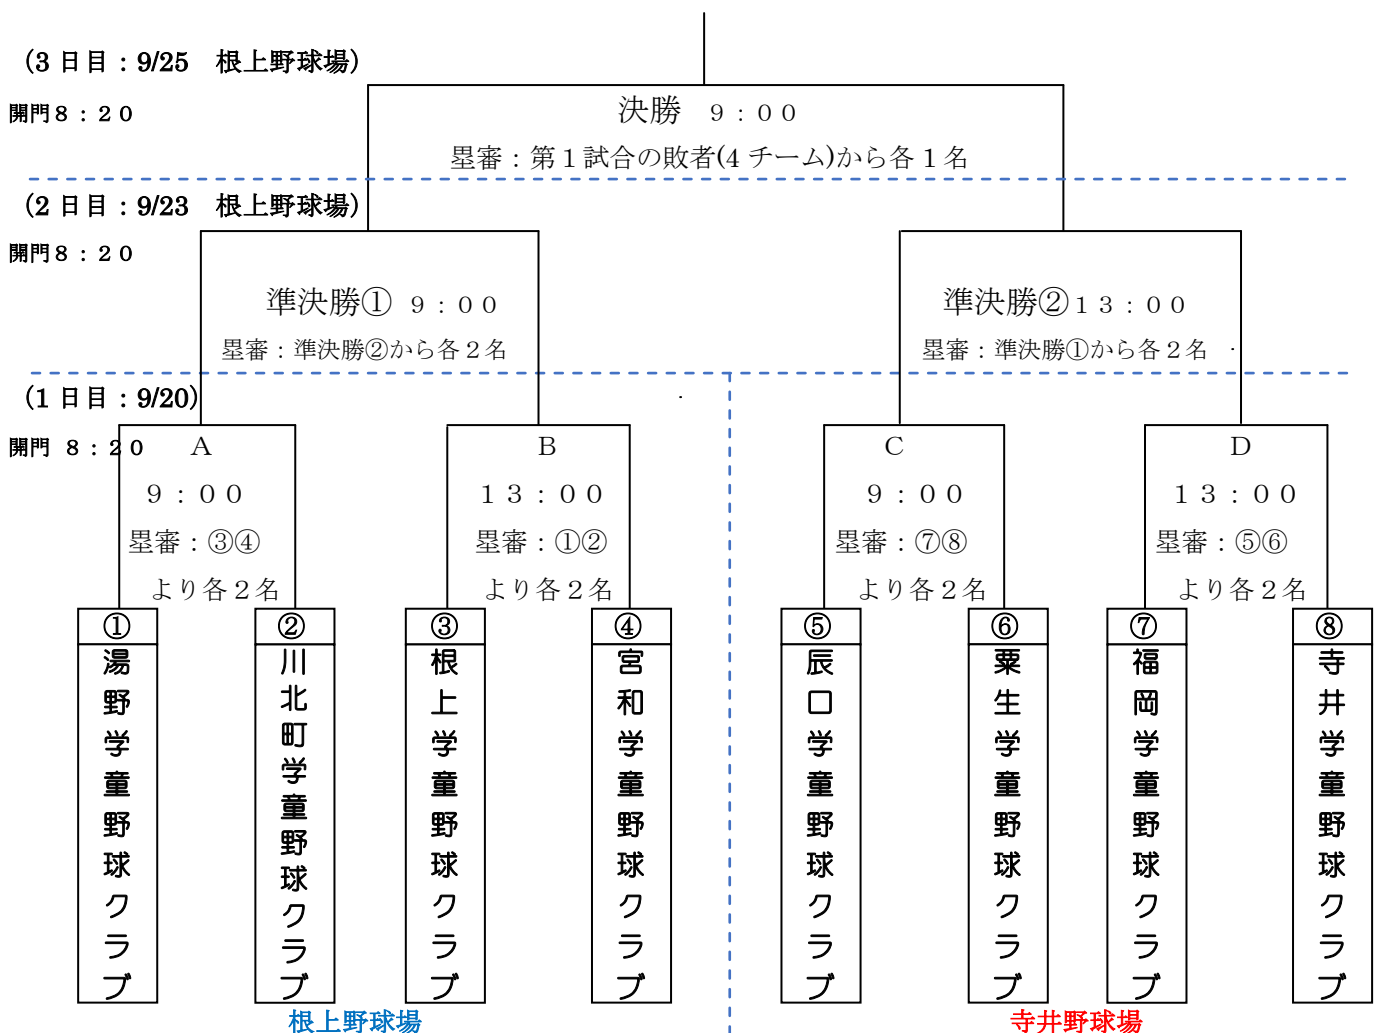 (3 日目：9/25　根上野球場)
開門８：２０
決勝　９：００
塁審：第１試合の敗者(4 チーム)から各１名
(2 日目：9/23　根上野球場)
開門８：２０
準決勝①　９：００
塁審：準決勝②から各２名
準決勝②１３：００
塁審：準決勝①から各２名
(1 日目：9/20)
開門 ８：２０
A
９：００
塁審：③④
より各２名
B
１３：００
塁審：①②
より各２名
C
９：００
塁審：⑦⑧
より各２名
D
１３：００
塁審：⑤⑥
より各２名
①
湯野学童野球クラブ
②
川北町学童野球クラブ
③
根上学童野球クラブ
④
宮和学童野球クラブ
⑤
辰口学童野球クラブ
⑥
粟生学童野球クラブ
⑦
福岡学童野球クラブ
⑧
寺井学童野球クラブ
根上野球場
寺井野球場